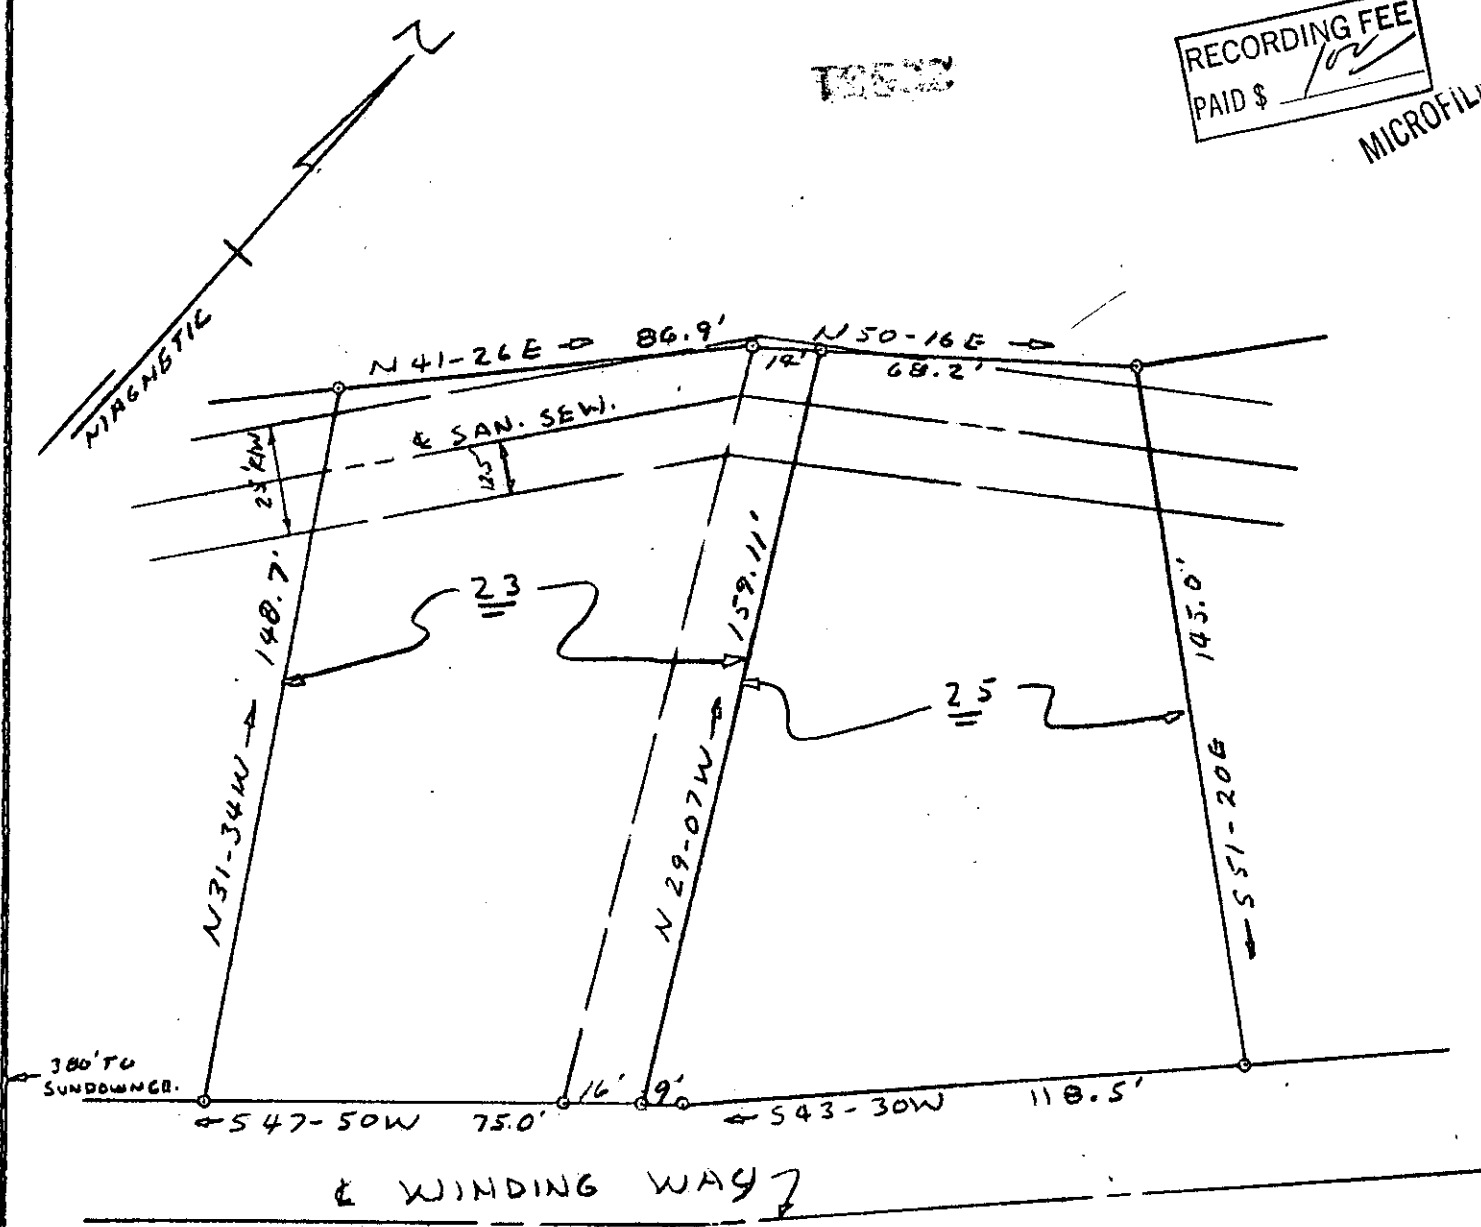 N
RECORDING FEE
PAID $
MICROFIL
MAGNETIC
N 41-26 E
86.9'
14'
N 50-16 E
68.2'
℄ SAN. SEW.
25' R/W
12.5
148.7'
N 31-34 W
23
159.11'
N 29-07 W
25
145.0'
S 51-20 E
380' TO
SUNDOWN CR.
S 47-50 W
75.0'
16'
9'
S 43-30 W
118.5'
℄ WINDING WAY